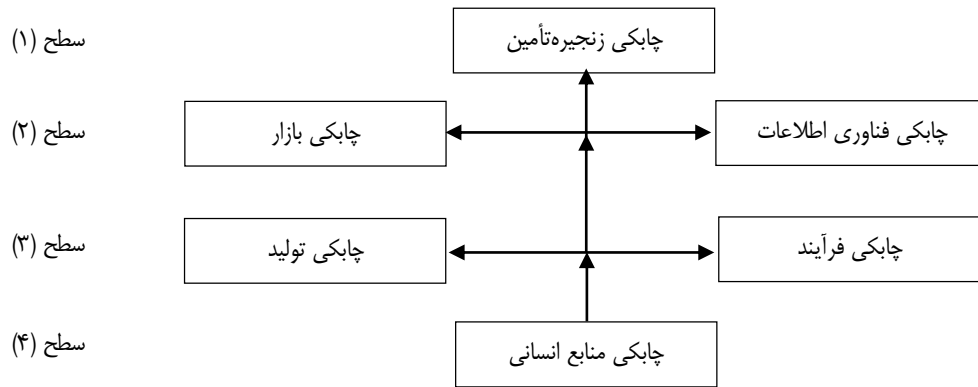 سطح (۱)
چابکی زنجیره‌تأمین
سطح (۲)
چابکی فناوری اطلاعات
چابکی بازار
سطح (۳)
چابکی فرآیند
چابکی تولید
سطح (۴)
چابکی منابع انسانی